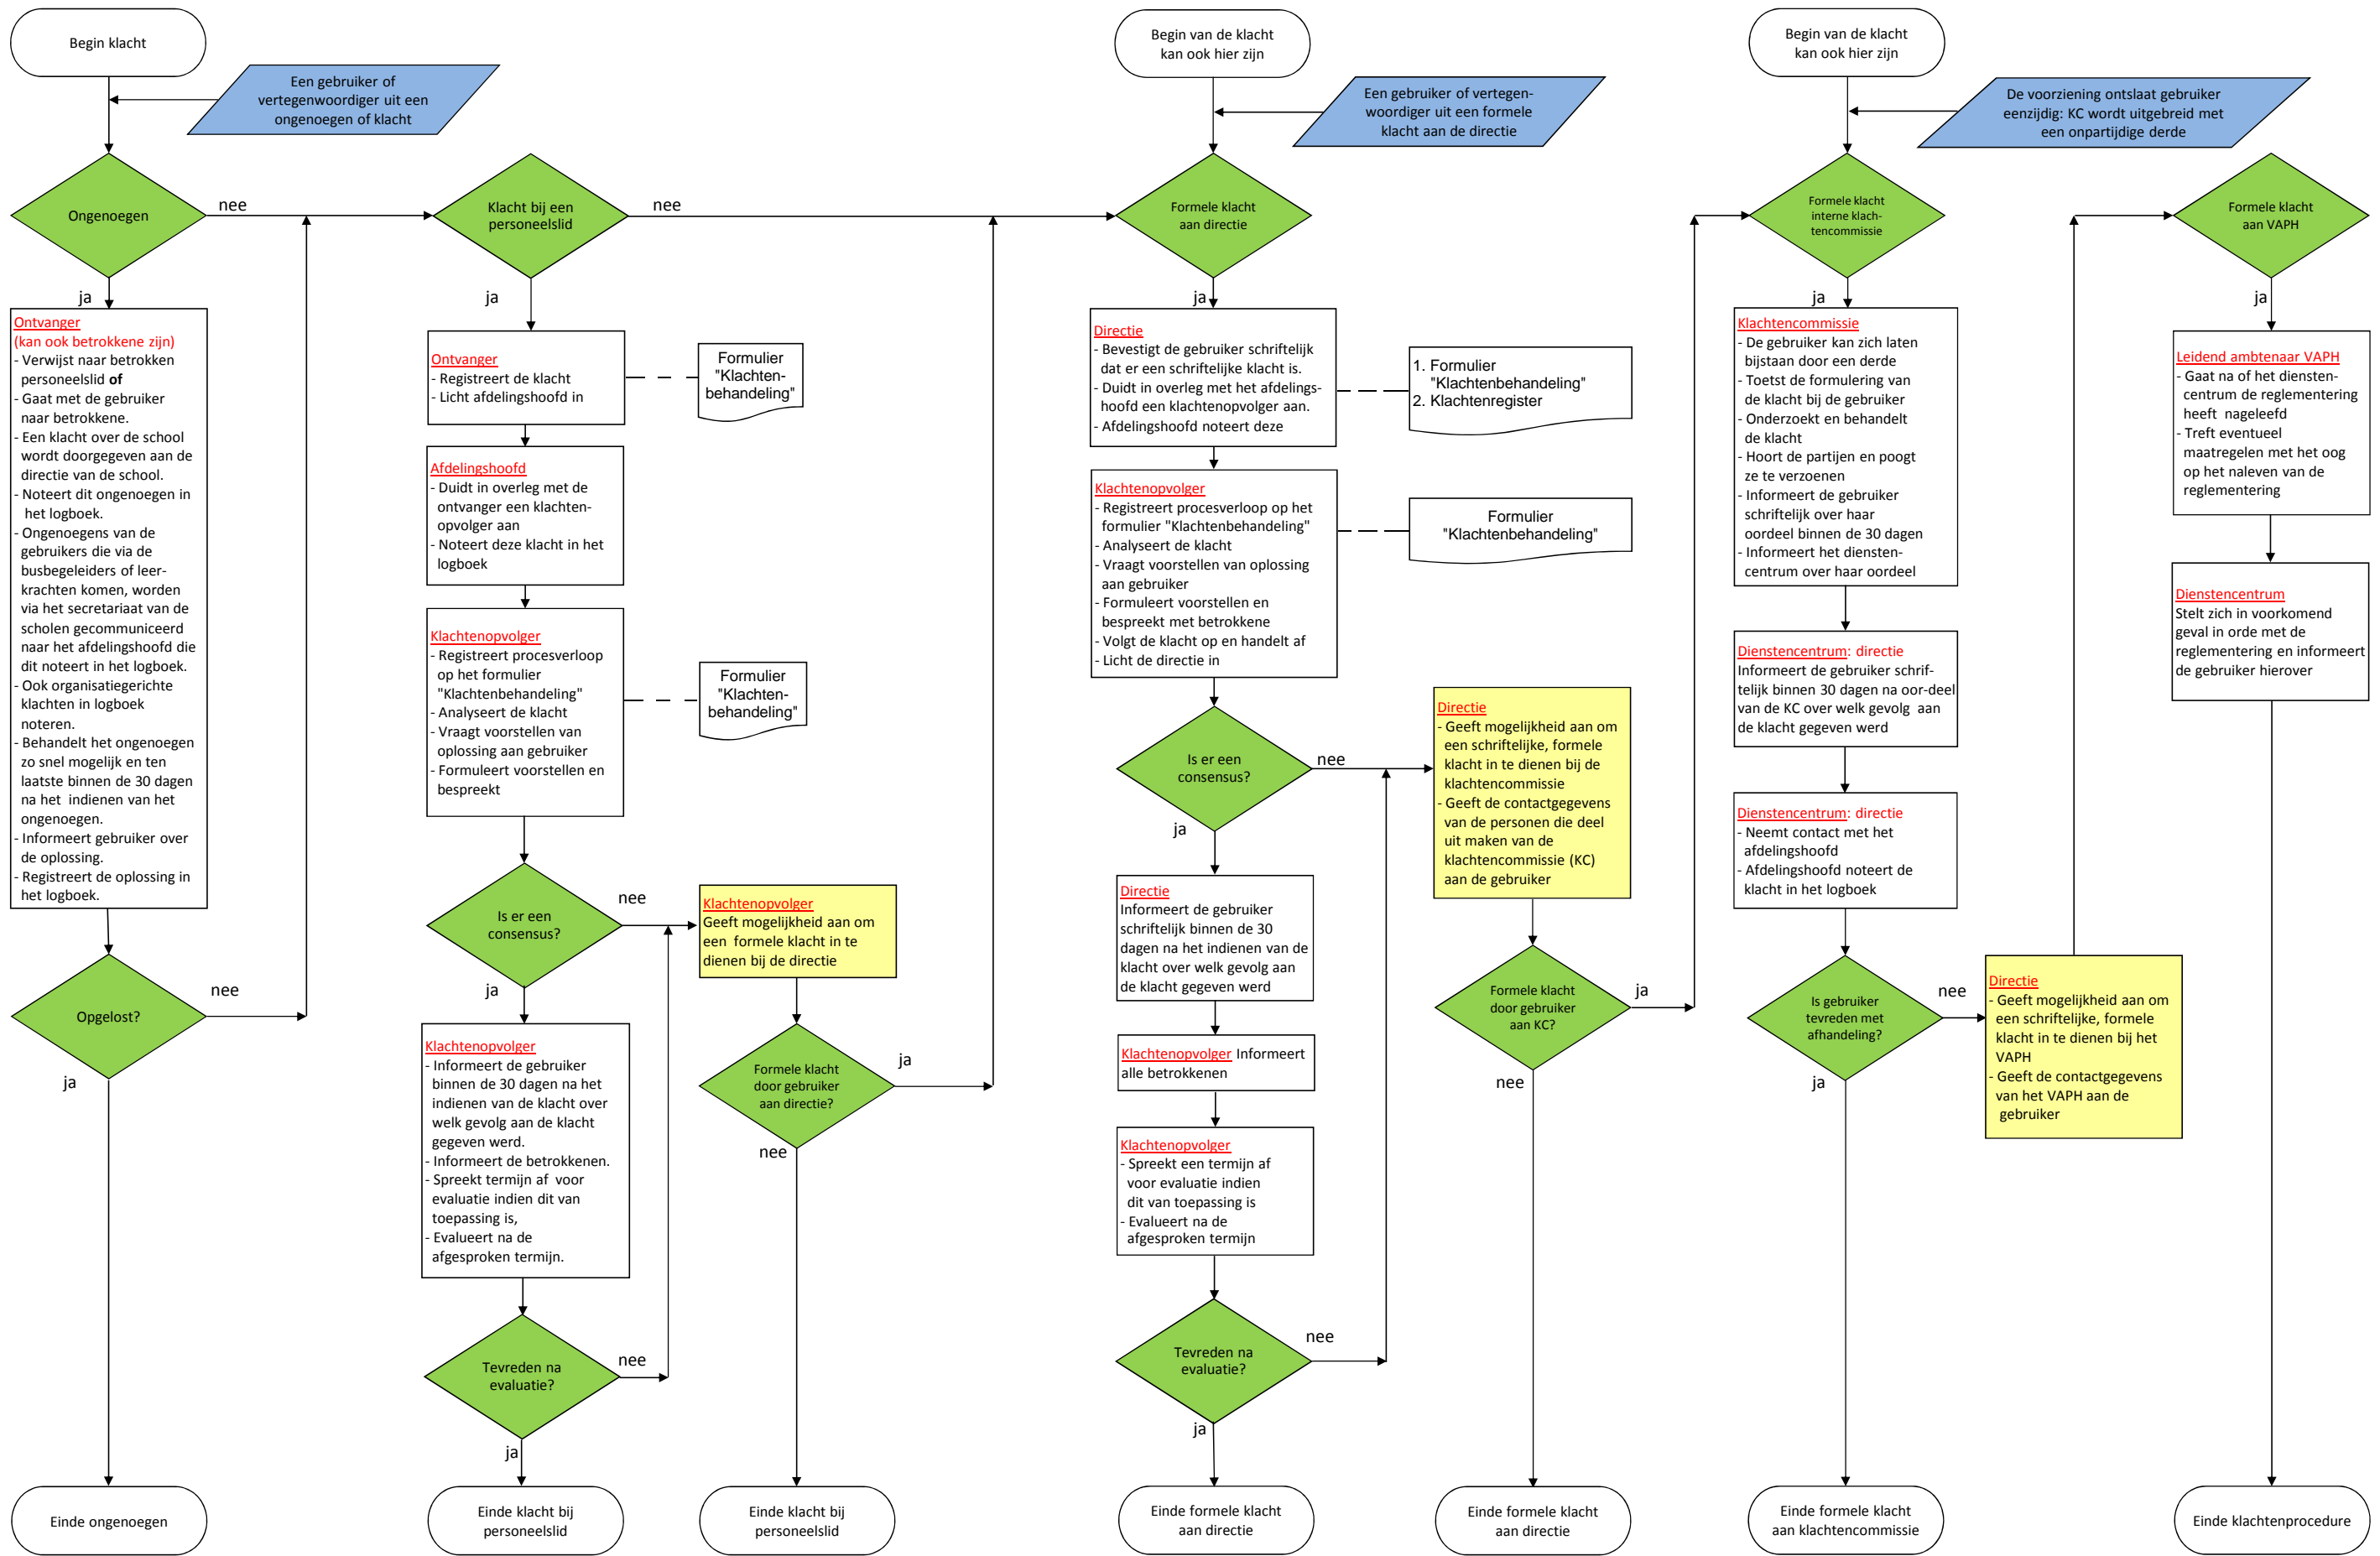 Begin klacht
Een gebruiker of
vertegenwoordiger uit een
ongenoegen of klacht
Ongenoegen
nee
ja
Ontvanger
(kan ook betrokkene zijn)
- Verwijst naar betrokken
personeelslid of
- Gaat met de gebruiker
naar betrokkene.
- Een klacht over de school
wordt doorgegeven aan de
directie van de school.
- Noteert dit ongenoegen in
het logboek.
- Ongenoegens van de
gebruikers die via de
busbegeleiders of leer-
krachten komen, worden
via het secretariaat van de
scholen gecommuniceerd
naar het afdelingshoofd die
dit noteert in het logboek.
- Ook organisatiegerichte
klachten in logboek
noteren.
- Behandelt het ongenoegen
zo snel mogelijk en ten
laatste binnen de 30 dagen
na het indienen van het
ongenoegen.
- Informeert gebruiker over
de oplossing.
- Registreert de oplossing in
het logboek.
Opgelost?
nee
ja
Einde ongenoegen
Klacht bij een
personeelslid
nee
ja
Ontvanger
- Registreert de klacht
- Licht afdelingshoofd in
Formulier
"Klachten-
behandeling"
Afdelingshoofd
- Duidt in overleg met de
ontvanger een klachten-
opvolger aan
- Noteert deze klacht in het
logboek
Klachtenopvolger
- Registreert procesverloop
op het formulier
"Klachtenbehandeling"
- Analyseert de klacht
- Vraagt voorstellen van
oplossing aan gebruiker
- Formuleert voorstellen en
bespreekt
Formulier
"Klachten-
behandeling"
Is er een
consensus?
nee
ja
Klachtenopvolger
Geeft mogelijkheid aan om
een formele klacht in te
dienen bij de directie
Klachtenopvolger
- Informeert de gebruiker
binnen de 30 dagen na het
indienen van de klacht over
welk gevolg aan de klacht
gegeven werd.
- Informeert de betrokkenen.
- Spreekt termijn af voor
evaluatie indien dit van
toepassing is,
- Evalueert na de
afgesproken termijn.
Formele klacht
door gebruiker
aan directie?
ja
nee
Tevreden na
evaluatie?
nee
ja
Einde klacht bij
personeelslid
Einde klacht bij
personeelslid
Begin van de klacht
kan ook hier zijn
Een gebruiker of vertegen-
woordiger uit een formele
klacht aan de directie
Formele klacht
aan directie
ja
Directie
- Bevestigt de gebruiker schriftelijk
dat er een schriftelijke klacht is.
- Duidt in overleg met het afdelings-
hoofd een klachtenopvolger aan.
- Afdelingshoofd noteert deze
1. Formulier
"Klachtenbehandeling"
2. Klachtenregister
Klachtenopvolger
- Registreert procesverloop op het
formulier "Klachtenbehandeling"
- Analyseert de klacht
- Vraagt voorstellen van oplossing
aan gebruiker
- Formuleert voorstellen en
bespreekt met betrokkene
- Volgt de klacht op en handelt af
- Licht de directie in
Formulier
"Klachtenbehandeling"
Is er een
consensus?
nee
ja
Directie
- Geeft mogelijkheid aan om
een schriftelijke, formele
klacht in te dienen bij de
klachtencommissie
- Geeft de contactgegevens
van de personen die deel
uit maken van de
klachtencommissie (KC)
aan de gebruiker
Directie
Informeert de gebruiker
schriftelijk binnen de 30
dagen na het indienen van de
klacht over welk gevolg aan
de klacht gegeven werd
Klachtenopvolger Informeert
alle betrokkenen
Klachtenopvolger
- Spreekt een termijn af
voor evaluatie indien
dit van toepassing is
- Evalueert na de
afgesproken termijn
Formele klacht
door gebruiker
aan KC?
ja
nee
Tevreden na
evaluatie?
nee
ja
Einde formele klacht
aan directie
Einde formele klacht
aan directie
Begin van de klacht
kan ook hier zijn
De voorziening ontslaat gebruiker
eenzijdig: KC wordt uitgebreid met
een onpartijdige derde
Formele klacht
interne klach-
tencommissie
ja
Klachtencommissie
- De gebruiker kan zich laten
bijstaan door een derde
- Toetst de formulering van
de klacht bij de gebruiker
- Onderzoekt en behandelt
de klacht
- Hoort de partijen en poogt
ze te verzoenen
- Informeert de gebruiker
schriftelijk over haar
oordeel binnen de 30 dagen
- Informeert het diensten-
centrum over haar oordeel
Dienstencentrum: directie
Informeert de gebruiker schrif-
telijk binnen 30 dagen na oor-deel
van de KC over welk gevolg aan
de klacht gegeven werd
Dienstencentrum: directie
- Neemt contact met het
afdelingshoofd
- Afdelingshoofd noteert de
klacht in het logboek
Is gebruiker
tevreden met
afhandeling?
nee
ja
Directie
- Geeft mogelijkheid aan om
een schriftelijke, formele
klacht in te dienen bij het
VAPH
- Geeft de contactgegevens
van het VAPH aan de
gebruiker
Einde formele klacht
aan klachtencommissie
Formele klacht
aan VAPH
ja
Leidend ambtenaar VAPH
- Gaat na of het diensten-
centrum de reglementering
heeft nageleefd
- Treft eventueel
maatregelen met het oog
op het naleven van de
reglementering
Dienstencentrum
Stelt zich in voorkomend
geval in orde met de
reglementering en informeert
de gebruiker hierover
Einde klachtenprocedure